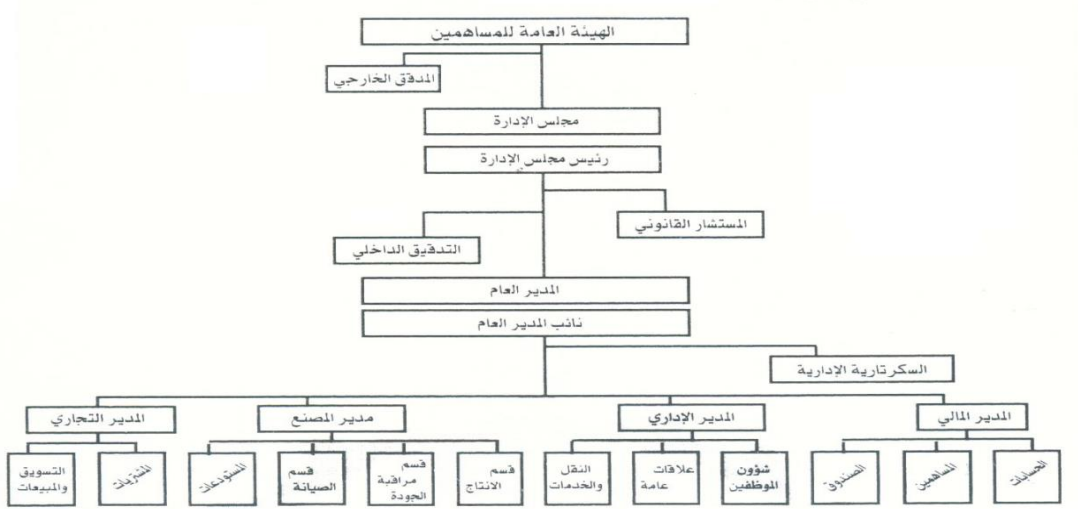 الهيئة العامة للمساهمين
المدقق الخارجي
مجلس الإدارة
رئيس مجلس الإدارة
المستشار القانوني
التدقيق الداخلي
المدير العام
نائب المدير العام
السكرتارية الإدارية
المدير المالي
المدير الإداري
مدير المصنع
المدير التجاري
الحسابات
المساهمين
الصندوق
شؤون
الموظفين
علاقات
عامة
النقل
والخدمات
قسم
الانتاج
قسم
مراقبة
الجودة
قسم
الصيانة
المستودعات
المشتريات
التسويق
والمبيعات